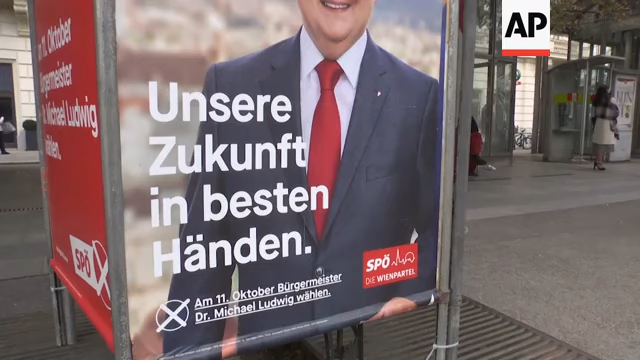 am 11. Oktober
Bürgermeister
Dr. Michael Ludwig
wählen.
SPÖ
Unsere
Zukunft
in besten
Händen.
Am 11. Oktober Bürgermeister
Dr. Michael Ludwig wählen.
SPÖ
DIE WIENPARTEI
AP